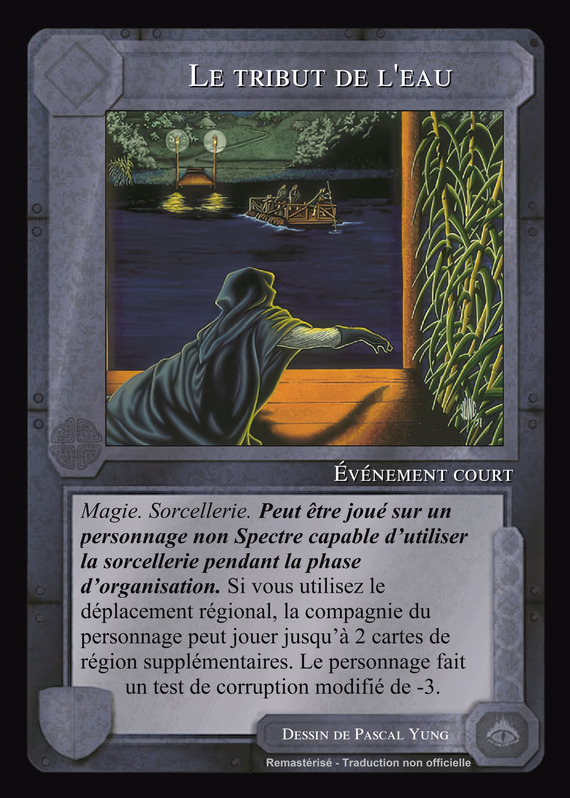 Le tribut de l'eau
YUNG
Événement court
Magie. Sorcellerie. Peut être joué sur un
personnage non Spectre capable d’utiliser
la sorcellerie pendant la phase
d’organisation. Si vous utilisez le
déplacement régional, la compagnie du
personnage peut jouer jusqu’à 2 cartes de
région supplémentaires. Le personnage fait
un test de corruption modifié de -3.
Dessin de Pascal Yung
Remastérisé - Traduction non officielle